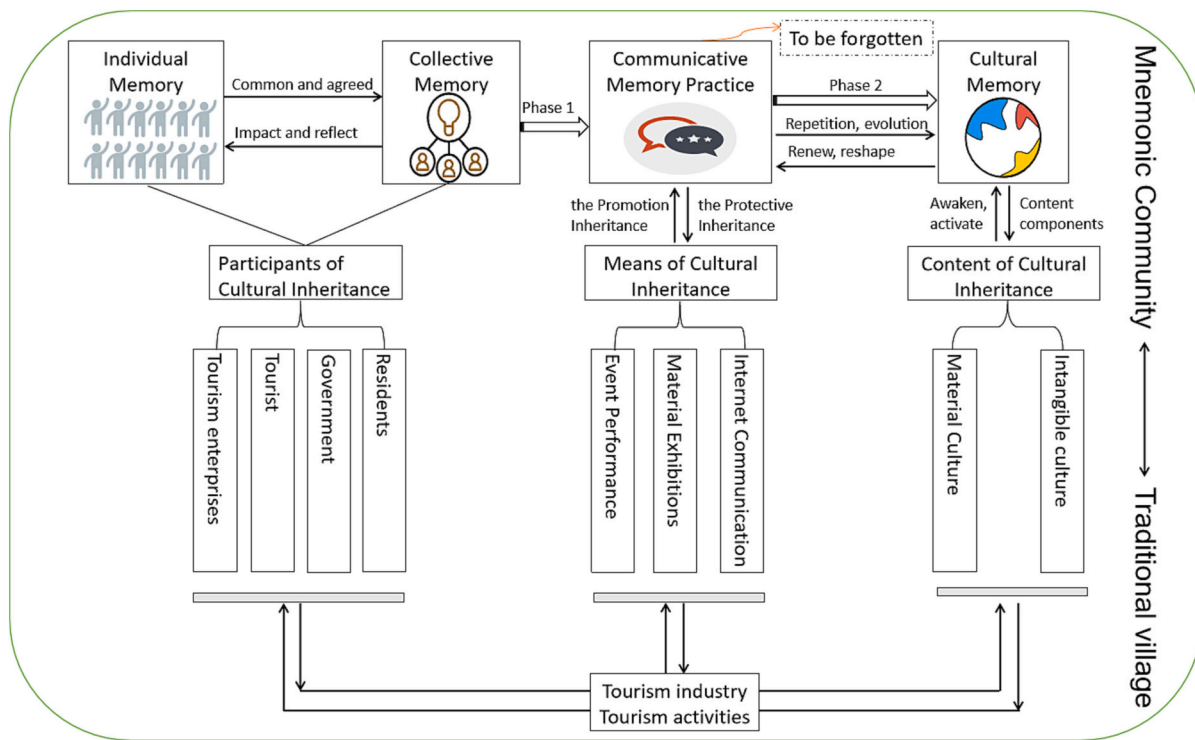 To be forgotten
Individual
Memory
Common and agreed
Impact and reflect
Collective
Memory
Phase 1
Communicative
Memory Practice
Phase 2
Repetition, evolution
Renew, reshape
Cultural
Memory
the Promotion
Inheritance
the Protective
Inheritance
Awaken,
activate
Content
components
Participants of
Cultural Inheritance
Means of Cultural
Inheritance
Content of Cultural
Inheritance
Tourism enterprises
Tourist
Government
Residents
Event Performance
Material Exhibitions
Internet Communication
Material Culture
Intangible culture
Tourism industry
Tourism activities
Mnemonic Community
Traditional village